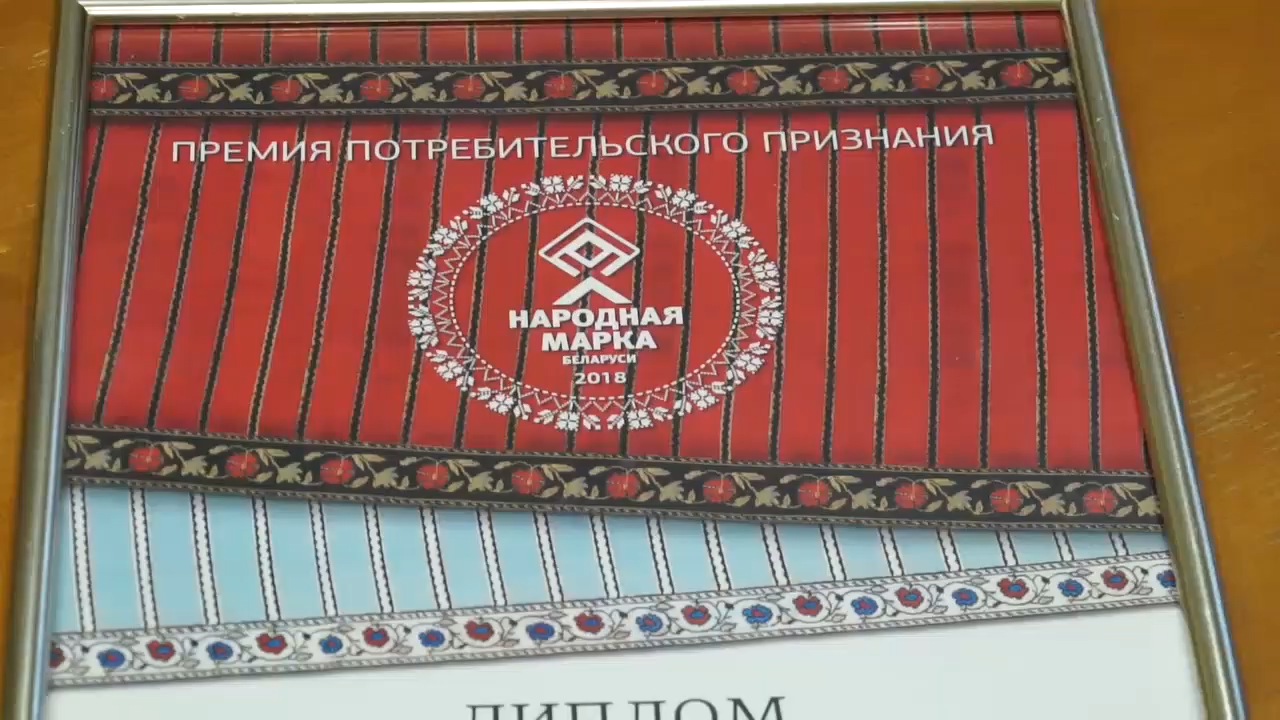 ПРЕМИЯ ПОТРЕБИТЕЛЬСКОГО ПРИЗНАНИЯ
НАРОДНАЯ
МАРКА
БЕЛАРУСИ
2018
ДИПЛОМ